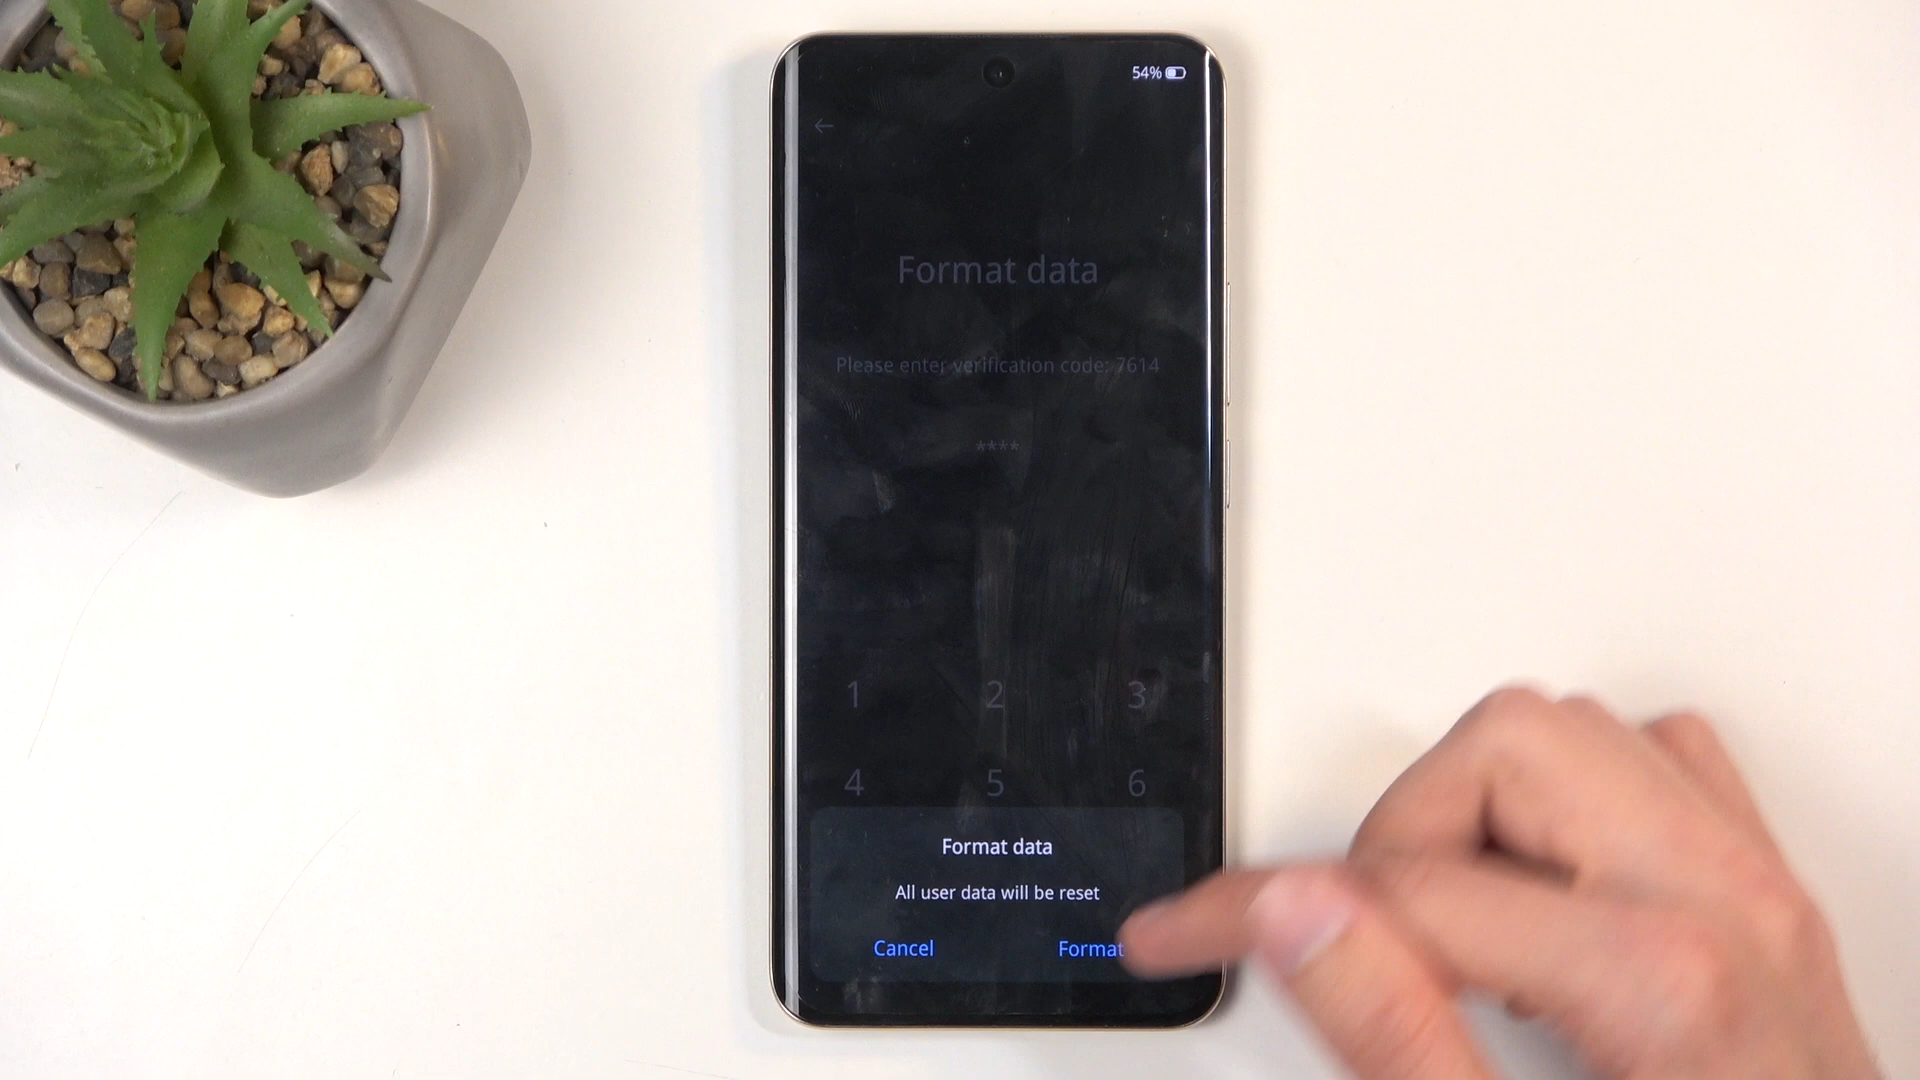 54%
Format data
Please enter verification code: 7614
****
1 2 3
4 5 6
Format data
All user data will be reset
Cancel Format